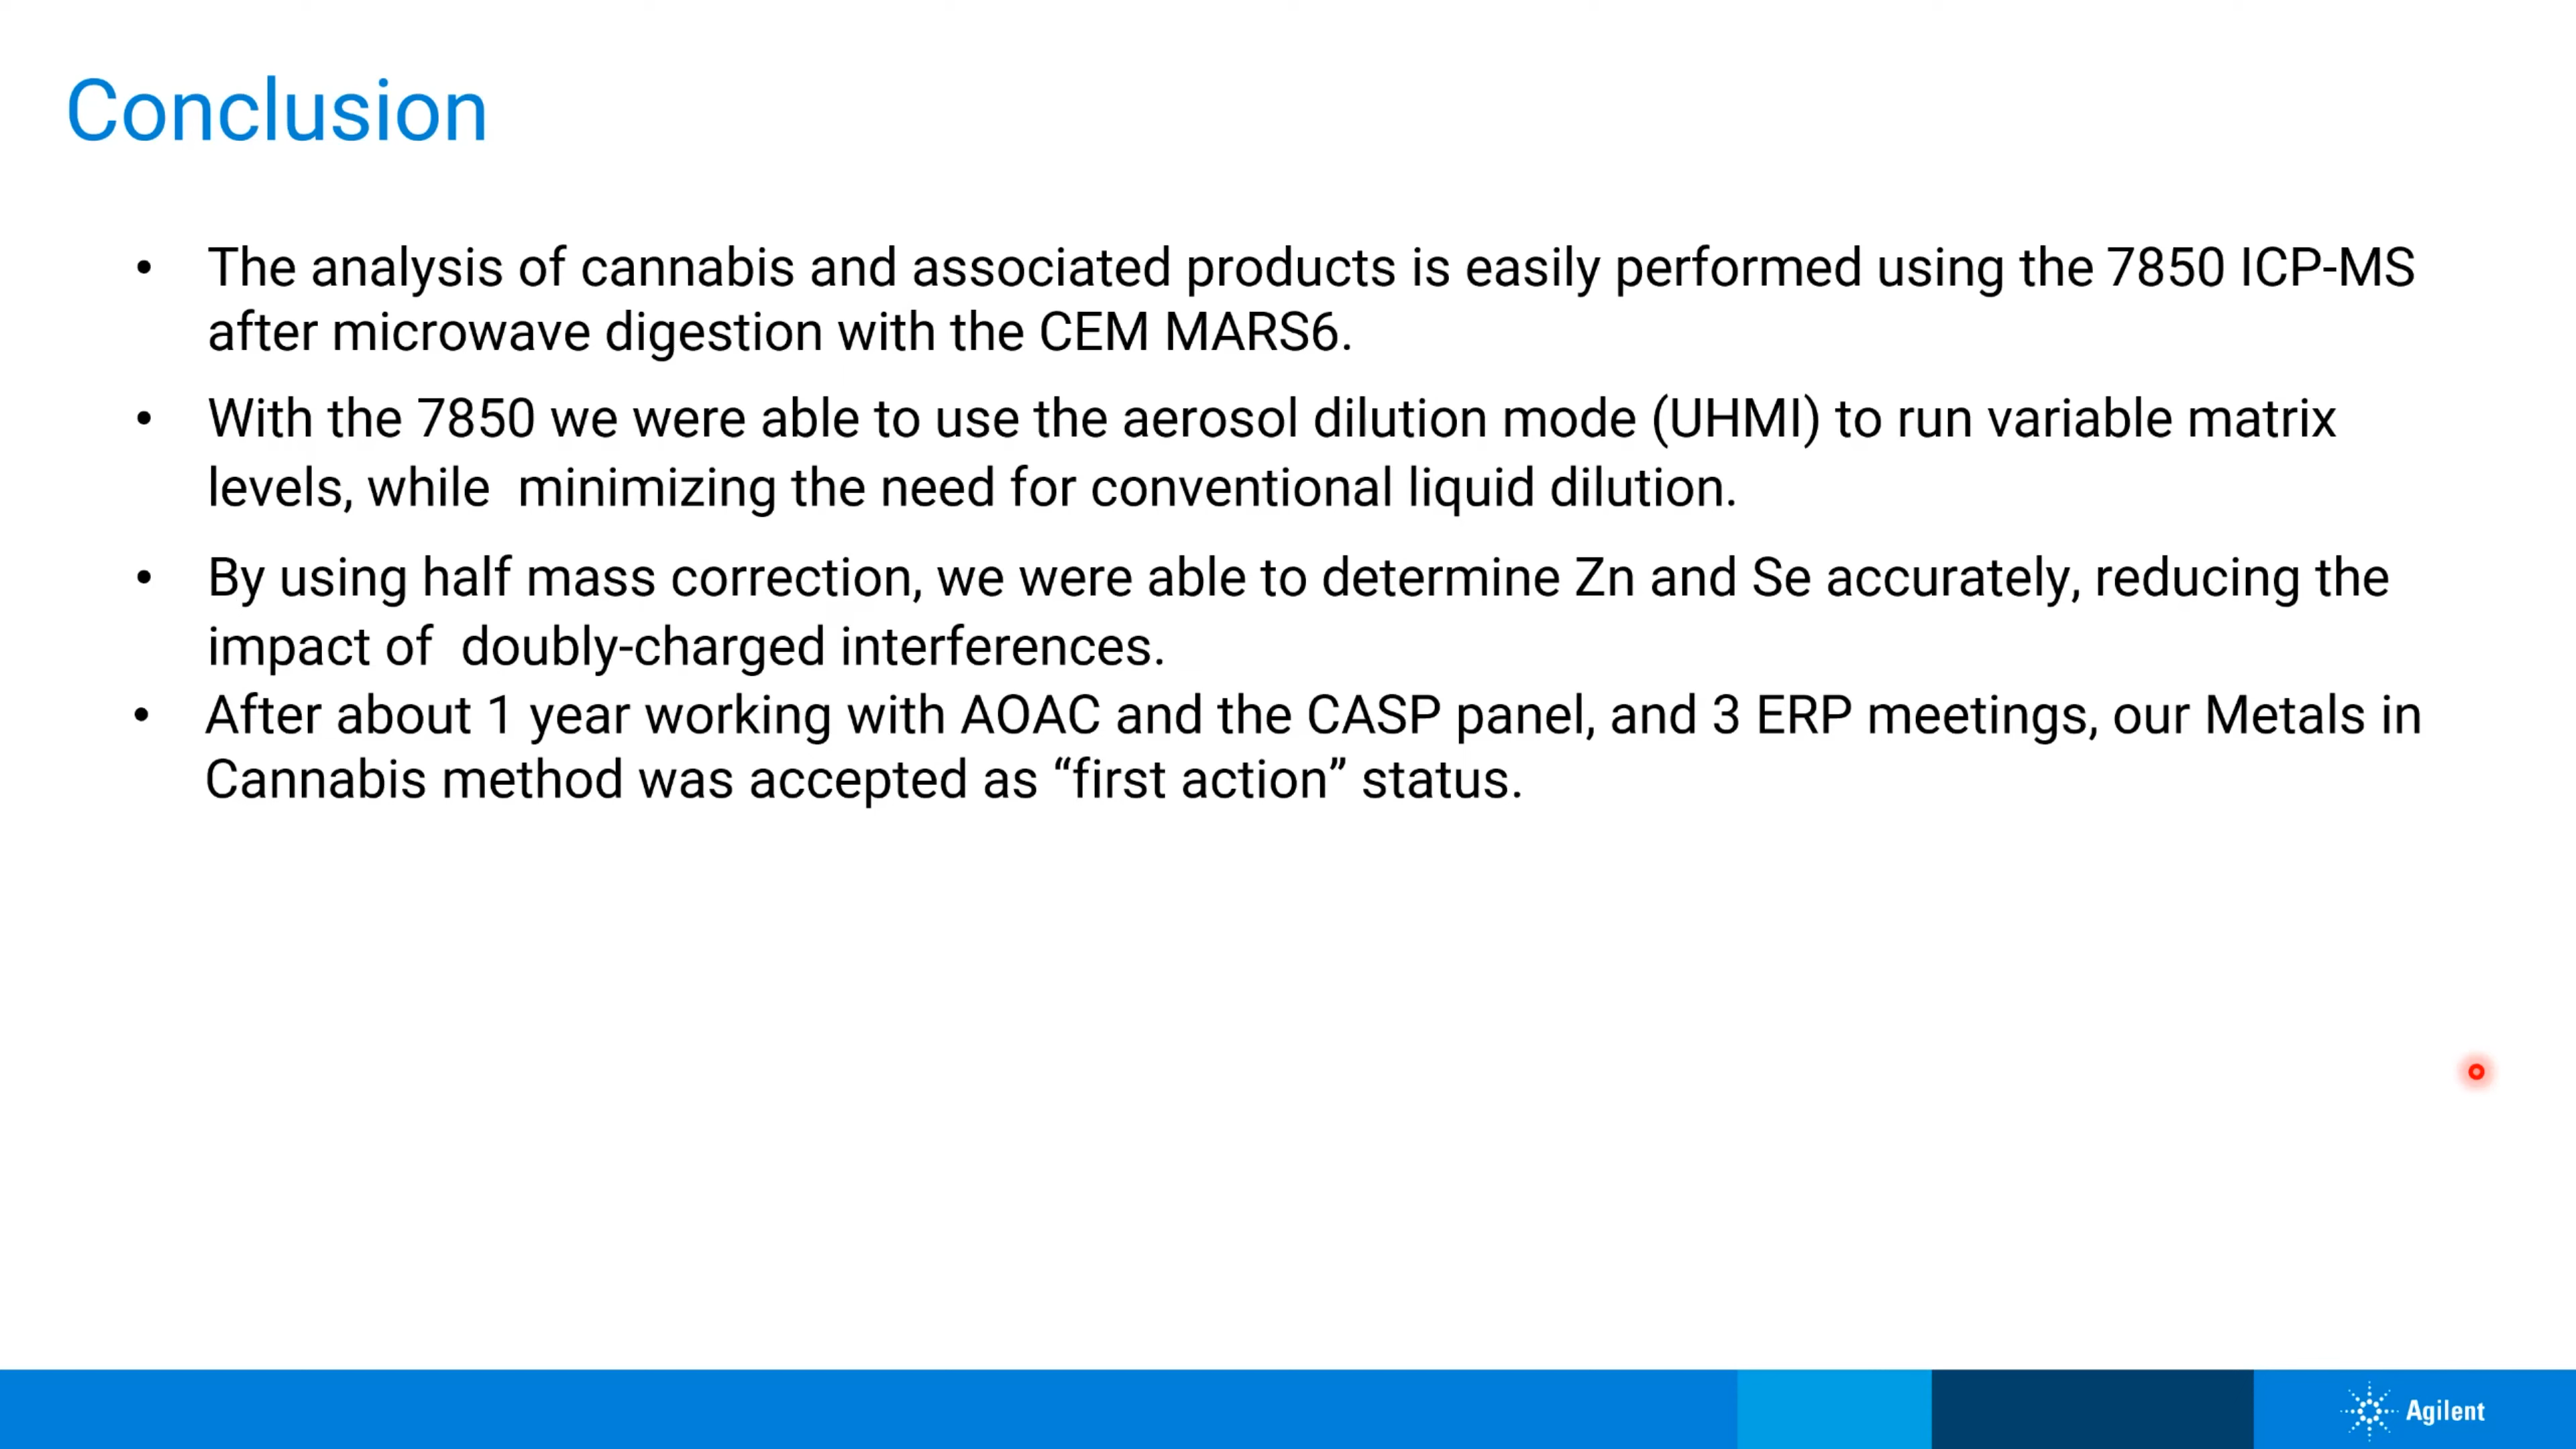 Conclusion
• The analysis of cannabis and associated products is easily performed using the 7850 ICP-MS
after microwave digestion with the CEM MARS6.
• With the 7850 we were able to use the aerosol dilution mode (UHMI) to run variable matrix
levels, while  minimizing the need for conventional liquid dilution.
• By using half mass correction, we were able to determine Zn and Se accurately, reducing the
impact of  doubly-charged interferences.
• After about 1 year working with AOAC and the CASP panel, and 3 ERP meetings, our Metals in
Cannabis method was accepted as “first action” status.
Agilent